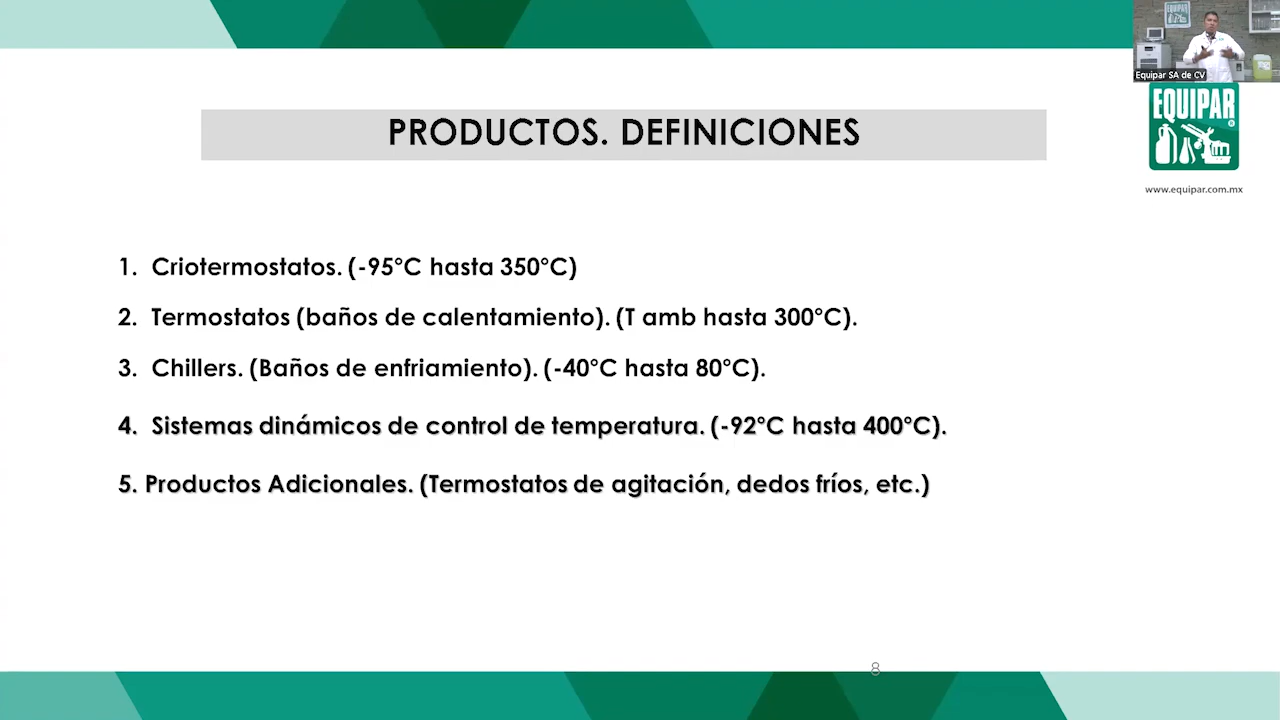 EQUIPAR
Equipar SA de CV
EQUIPAR
®
www.equipar.com.mx
PRODUCTOS. DEFINICIONES
1. Criotermostatos. (-95°C hasta 350°C)
2. Termostatos (baños de calentamiento). (T amb hasta 300°C).
3. Chillers. (Baños de enfriamiento). (-40°C hasta 80°C).
4. Sistemas dinámicos de control de temperatura. (-92°C hasta 400°C).
5. Productos Adicionales. (Termostatos de agitación, dedos fríos, etc.)
8